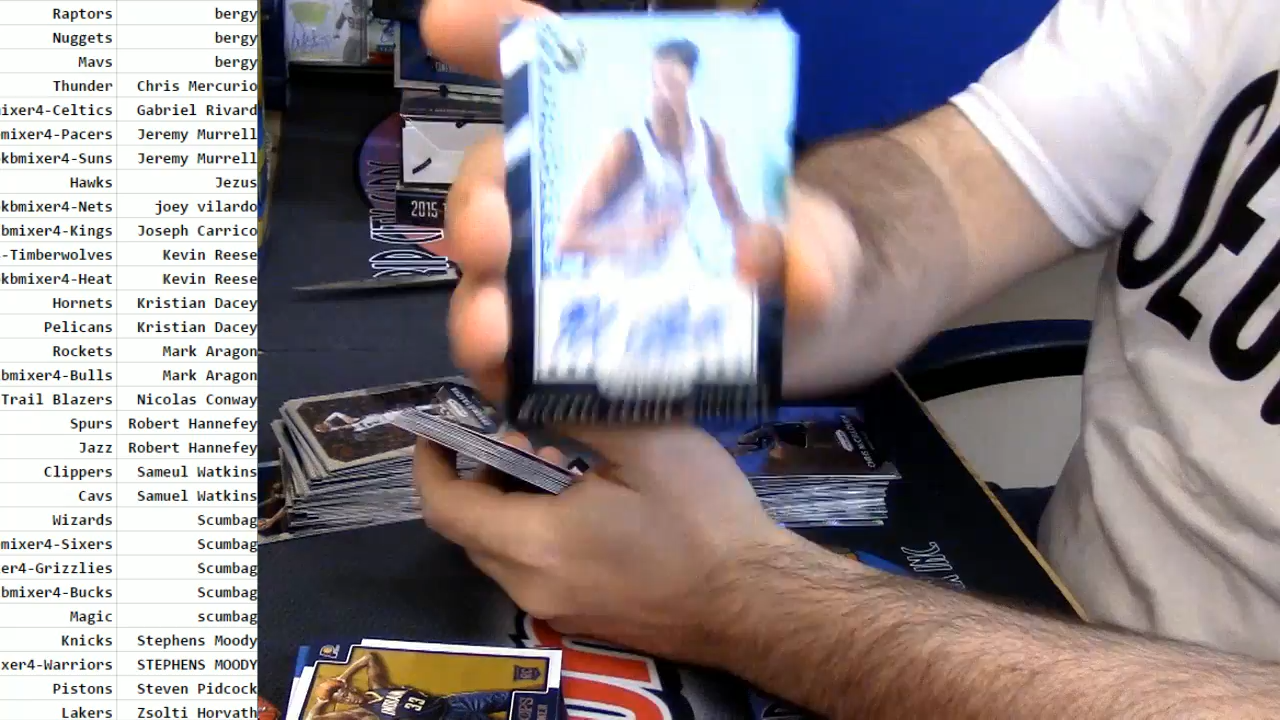 Raptors bergy
Nuggets bergy
Mavs bergy
Thunder Chris Mercurio
ixer4-Celtics Gabriel Rivard
mixer4-Pacers Jeremy Murrell
kbmixer4-Suns Jeremy Murrell
Hawks Jezus
kbmixer4-Nets joey vilardo
bmixer4-Kings Joseph Carrico
-Timberwolves Kevin Reese
kbmixer4-Heat Kevin Reese
Hornets Kristian Dacey
Pelicans Kristian Dacey
Rockets Mark Aragon
bmixer4-Bulls Mark Aragon
Trail Blazers Nicolas Conway
Spurs Robert Hannefey
Jazz Robert Hannefey
Clippers Sameul Watkins
Cavs Samuel Watkins
Wizards Scumbag
mixer4-Sixers Scumbag
er4-Grizzlies Scumbag
bmixer4-Bucks Scumbag
Magic scumbag
Knicks Stephens Moody
xer4-Warriors STEPHENS MOODY
Pistons Steven Pidcock
Lakers Zsolti Horvath
2015
INC.
33